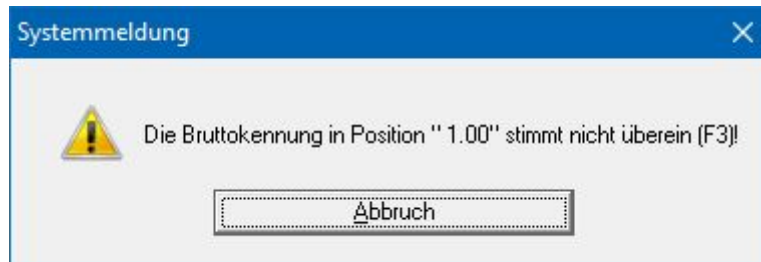 Systemmeldung
Die Bruttokennung in Position " 1.00" stimmt nicht überein (F3)!
Abbruch